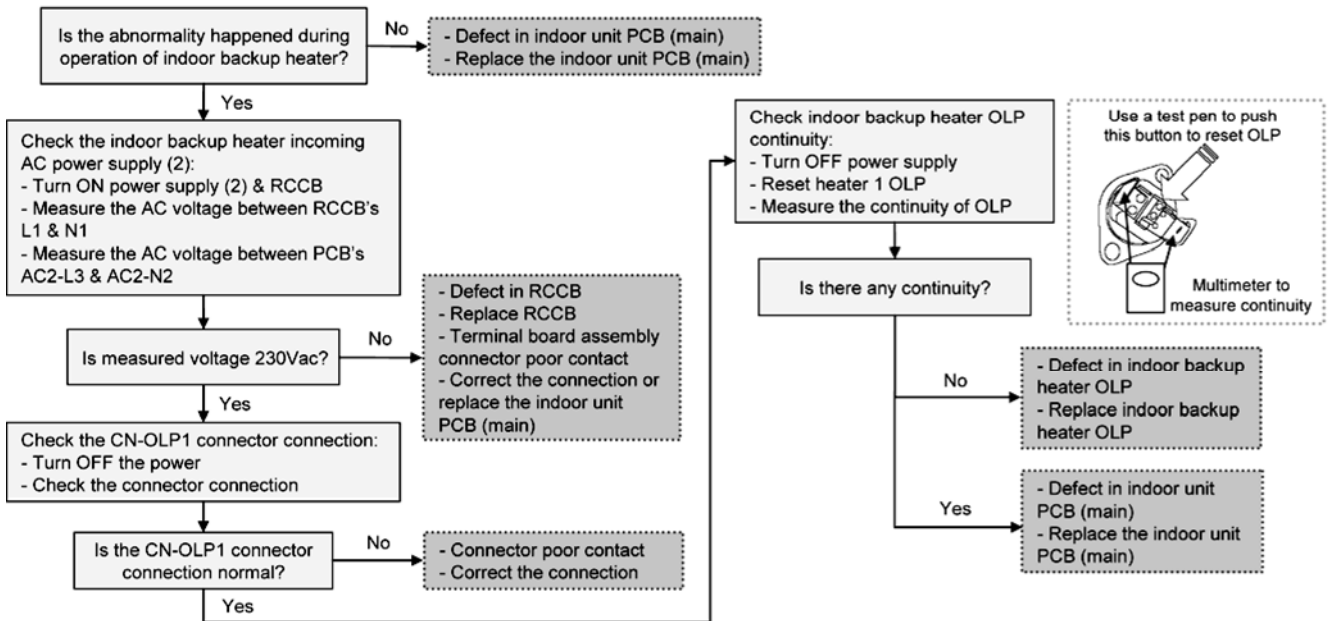 Is the abnormality happened during
operation of indoor backup heater?
No
- Defect in indoor unit PCB (main)
- Replace the indoor unit PCB (main)
Yes
Check the indoor backup heater incoming
AC power supply (2):
- Turn ON power supply (2) & RCCB
- Measure the AC voltage between RCCB's
L1 & N1
- Measure the AC voltage between PCB's
AC2-L3 & AC2-N2
Is measured voltage 230Vac?
No
- Defect in RCCB
- Replace RCCB
- Terminal board assembly
connector poor contact
- Correct the connection or
replace the indoor unit
PCB (main)
Yes
Check the CN-OLP1 connector connection:
- Turn OFF the power
- Check the connector connection
Is the CN-OLP1 connector
connection normal?
No
- Connector poor contact
- Correct the connection
Yes
Check indoor backup heater OLP
continuity:
- Turn OFF power supply
- Reset heater 1 OLP
- Measure the continuity of OLP
Use a test pen to push
this button to reset OLP
Multimeter to
measure continuity
Is there any continuity?
No
- Defect in indoor backup
heater OLP
- Replace indoor backup
heater OLP
Yes
- Defect in indoor unit
PCB (main)
- Replace the indoor unit
PCB (main)